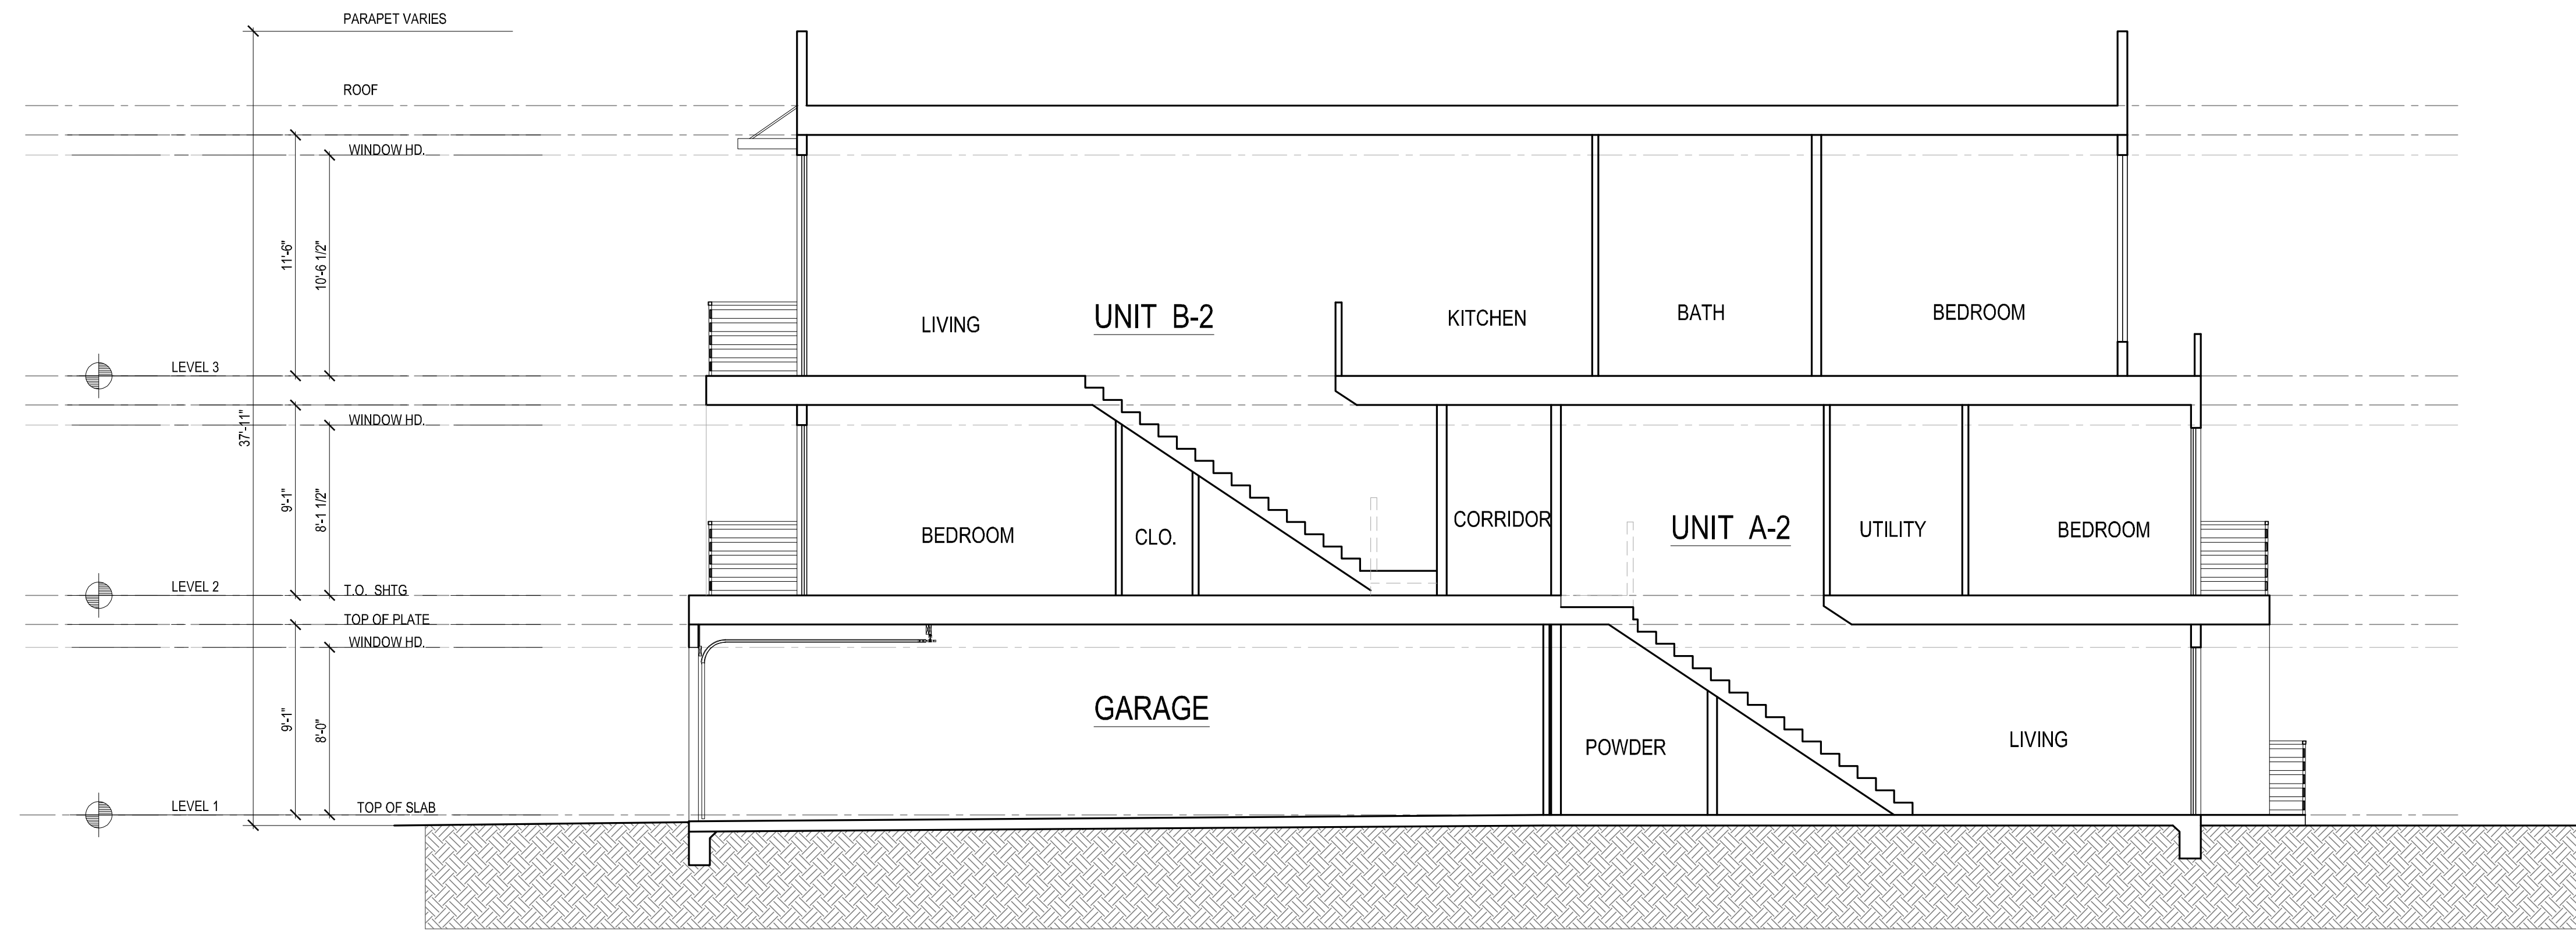 PARAPET VARIES
ROOF
WINDOW HD.
11'-6"
10'-6 1/2"
LIVING
UNIT B-2
KITCHEN
BATH
BEDROOM
LEVEL 3
37'-11"
WINDOW HD.
9'-1"
8'-1 1/2"
BEDROOM
CLO.
CORRIDOR
UNIT A-2
UTILITY
BEDROOM
LEVEL 2
T.O. SHTG
TOP OF PLATE
WINDOW HD.
9'-1"
8'-0"
GARAGE
POWDER
LIVING
LEVEL 1
TOP OF SLAB